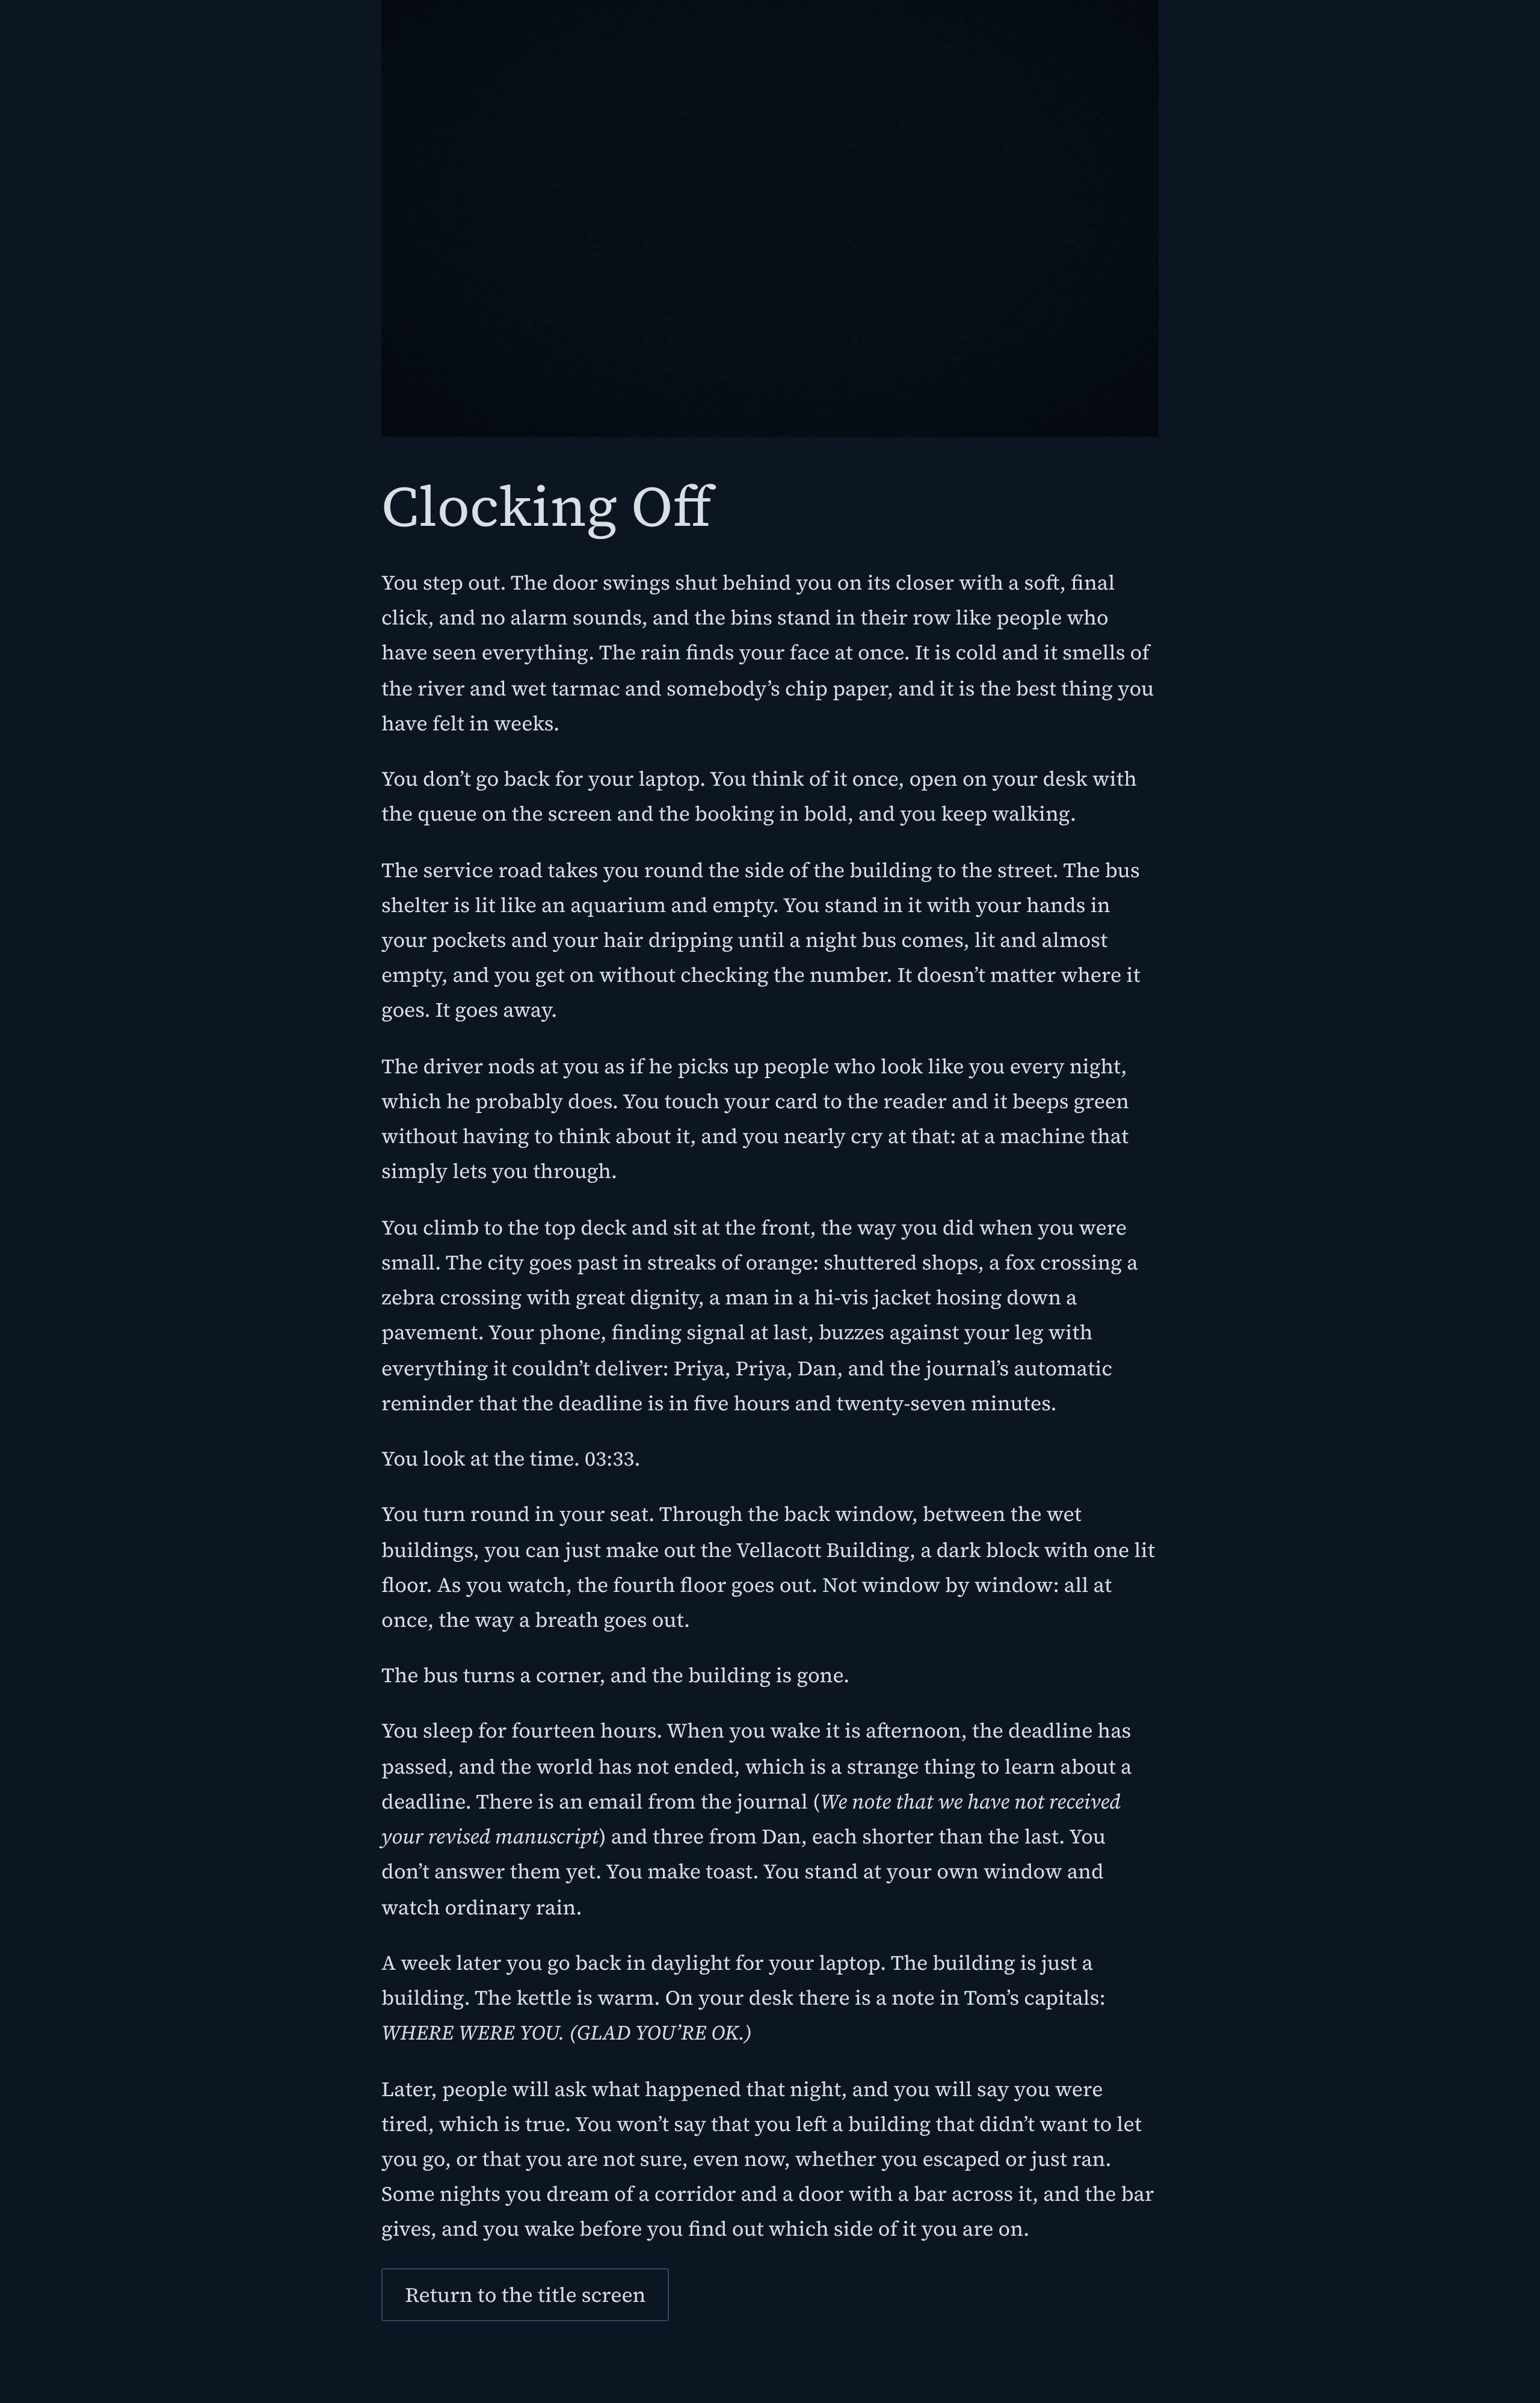 Clocking Off
You step out. The door swings shut behind you on its closer with a soft, final
click, and no alarm sounds, and the bins stand in their row like people who
have seen everything. The rain finds your face at once. It is cold and it smells of
the river and wet tarmac and somebody’s chip paper, and it is the best thing you
have felt in weeks.
You don’t go back for your laptop. You think of it once, open on your desk with
the queue on the screen and the booking in bold, and you keep walking.
The service road takes you round the side of the building to the street. The bus
shelter is lit like an aquarium and empty. You stand in it with your hands in
your pockets and your hair dripping until a night bus comes, lit and almost
empty, and you get on without checking the number. It doesn’t matter where it
goes. It goes away.
The driver nods at you as if he picks up people who look like you every night,
which he probably does. You touch your card to the reader and it beeps green
without having to think about it, and you nearly cry at that: at a machine that
simply lets you through.
You climb to the top deck and sit at the front, the way you did when you were
small. The city goes past in streaks of orange: shuttered shops, a fox crossing a
zebra crossing with great dignity, a man in a hi-vis jacket hosing down a
pavement. Your phone, finding signal at last, buzzes against your leg with
everything it couldn’t deliver: Priya, Priya, Dan, and the journal’s automatic
reminder that the deadline is in five hours and twenty-seven minutes.
You look at the time. 03:33.
You turn round in your seat. Through the back window, between the wet
buildings, you can just make out the Vellacott Building, a dark block with one lit
floor. As you watch, the fourth floor goes out. Not window by window: all at
once, the way a breath goes out.
The bus turns a corner, and the building is gone.
You sleep for fourteen hours. When you wake it is afternoon, the deadline has
passed, and the world has not ended, which is a strange thing to learn about a
deadline. There is an email from the journal (We note that we have not received
your revised manuscript) and three from Dan, each shorter than the last. You
don’t answer them yet. You make toast. You stand at your own window and
watch ordinary rain.
A week later you go back in daylight for your laptop. The building is just a
building. The kettle is warm. On your desk there is a note in Tom’s capitals:
WHERE WERE YOU. (GLAD YOU’RE OK.)
Later, people will ask what happened that night, and you will say you were
tired, which is true. You won’t say that you left a building that didn’t want to let
you go, or that you are not sure, even now, whether you escaped or just ran.
Some nights you dream of a corridor and a door with a bar across it, and the bar
gives, and you wake before you find out which side of it you are on.
Return to the title screen